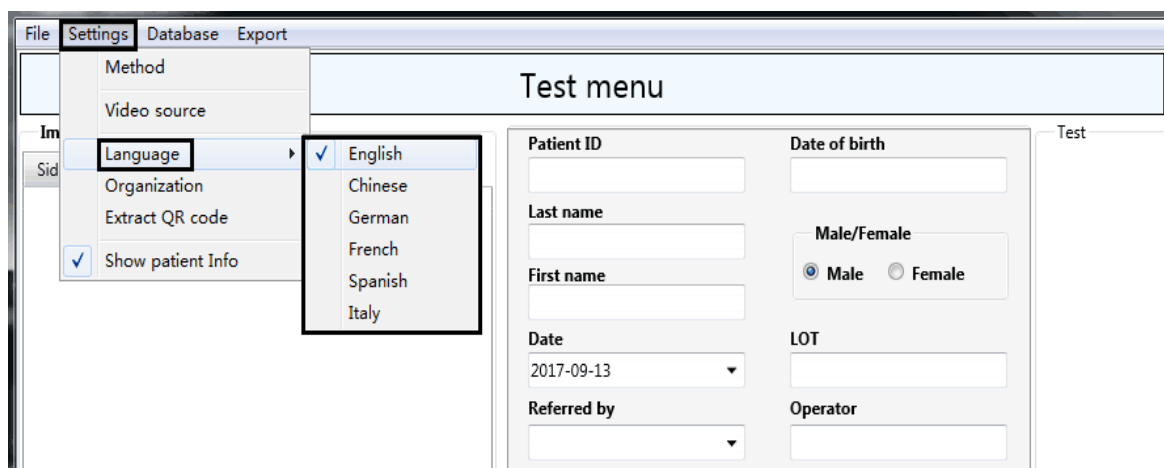 File Settings Database Export
Method
Test menu
Video source
Im
Sid
Language
Organization
Extract QR code
Show patient Info
English
Chinese
German
French
Spanish
Italy
Patient ID
Date of birth
Last name
Male/Female
Male Female
First name
Date
LOT
2017-09-13
Referred by
Operator
Test